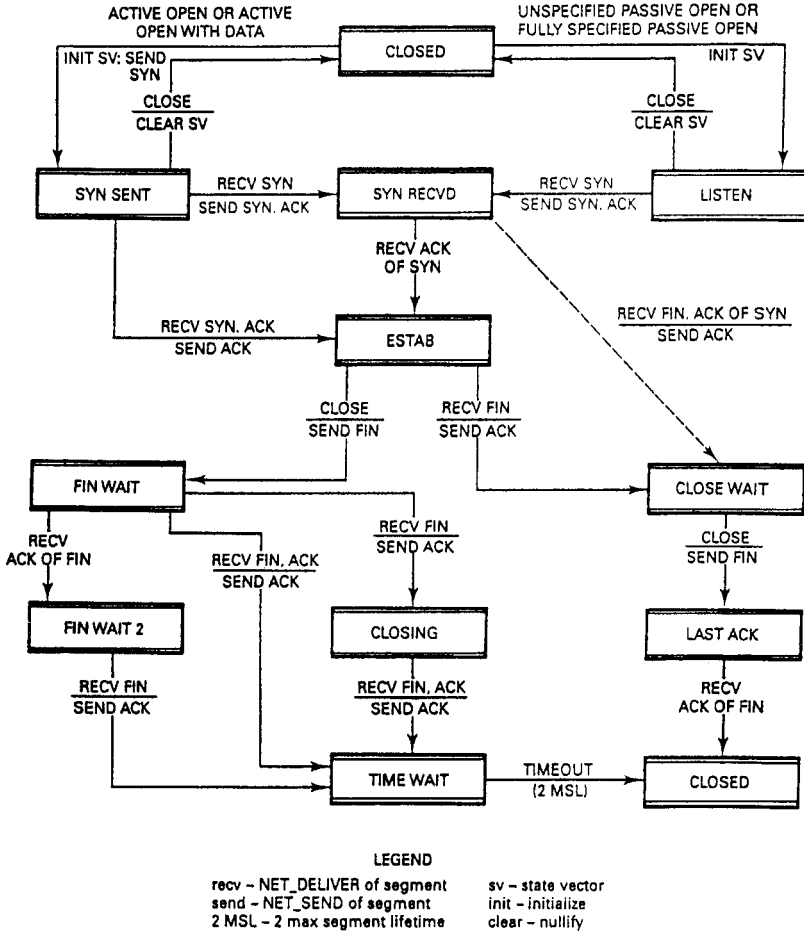 ACTIVE OPEN OR ACTIVE
OPEN WITH DATA
UNSPECIFIED PASSIVE OPEN OR
FULLY SPECIFIED PASSIVE OPEN
CLOSED
INIT SV; SEND
SYN
INIT SV
CLOSE
CLEAR SV
CLOSE
CLEAR SV
SYN SENT
RECV SYN
SEND SYN. ACK
SYN RECVD
RECV SYN
SEND SYN. ACK
LISTEN
RECV ACK
OF SYN
RECV SYN. ACK
SEND ACK
ESTAB
RECV FIN, ACK OF SYN
SEND ACK
CLOSE
SEND FIN
RECV FIN
SEND ACK
FIN WAIT
CLOSE WAIT
RECV
ACK OF FIN
RECV FIN, ACK
SEND ACK
RECV FIN
SEND ACK
CLOSE
SEND FIN
FIN WAIT 2
CLOSING
LAST ACK
RECV FIN
SEND ACK
RECV FIN, ACK
SEND ACK
RECV
ACK OF FIN
TIME WAIT
TIMEOUT
(2 MSL)
CLOSED
LEGEND
recv – NET_DELIVER of segment
sv – state vector
send – NET_SEND of segment
init – initialize
2 MSL – 2 max segment lifetime
clear – nullify